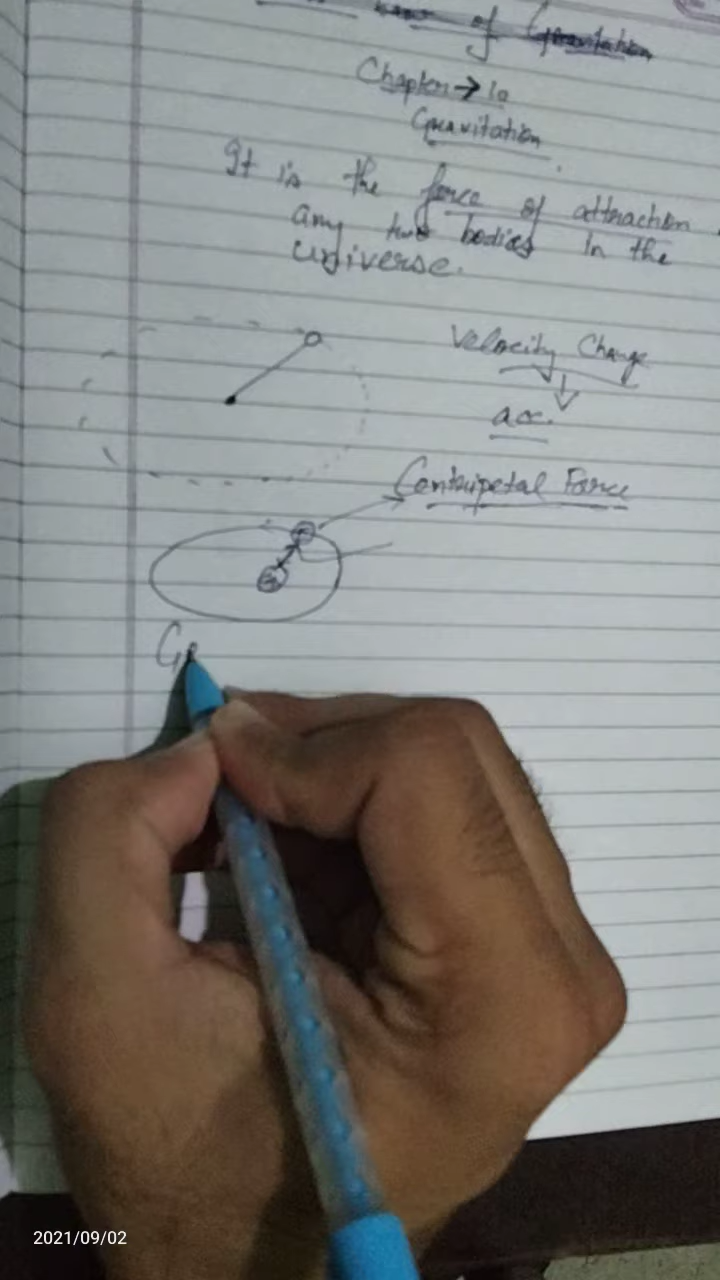 of Gravitation
Chapter → 10
Gravitation
It is the force of attraction
any two bodies in the
universe.
Velocity Change
acc.
Centripetal Force
Ge
2021/09/02